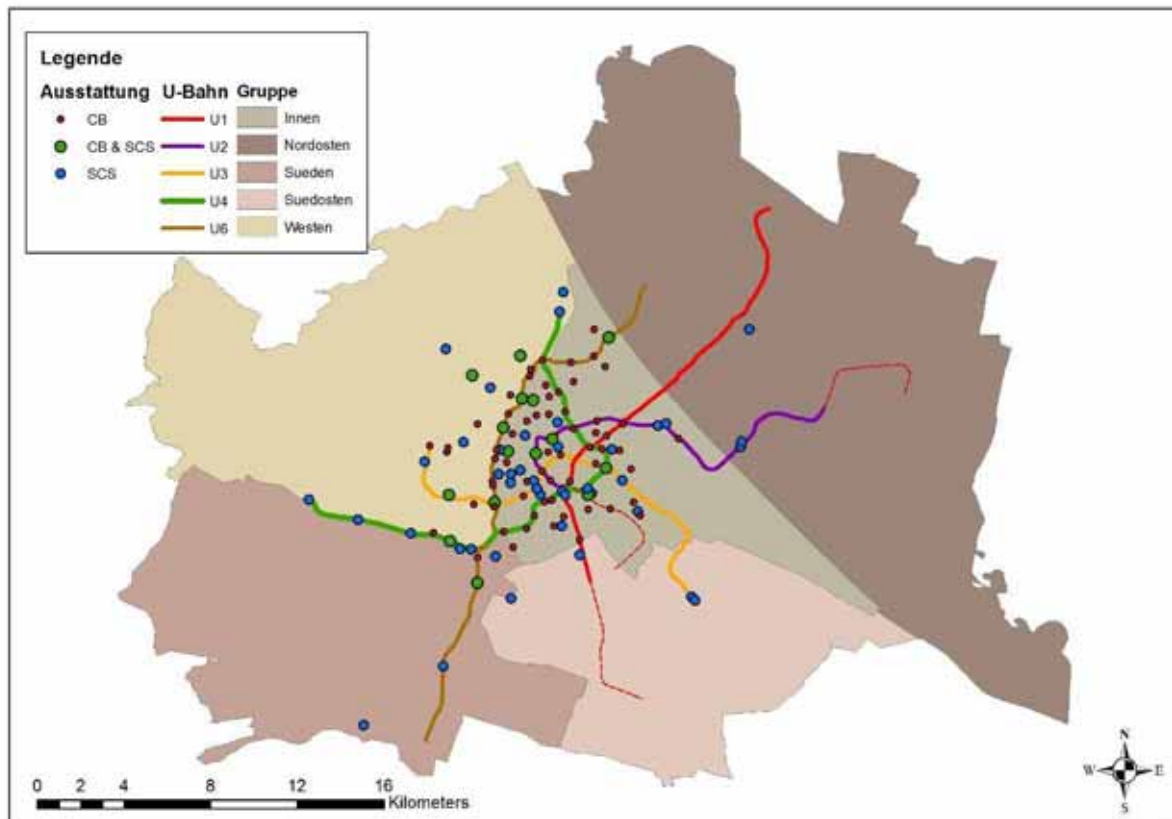 Legende
Ausstattung U-Bahn Gruppe
CB U1 Innen
CB & SCS U2 Nordosten
SCS U3 Sueden
U4 Suedosten
U6 Westen
N
W E
S
0 2 4 8 12 16
Kilometers